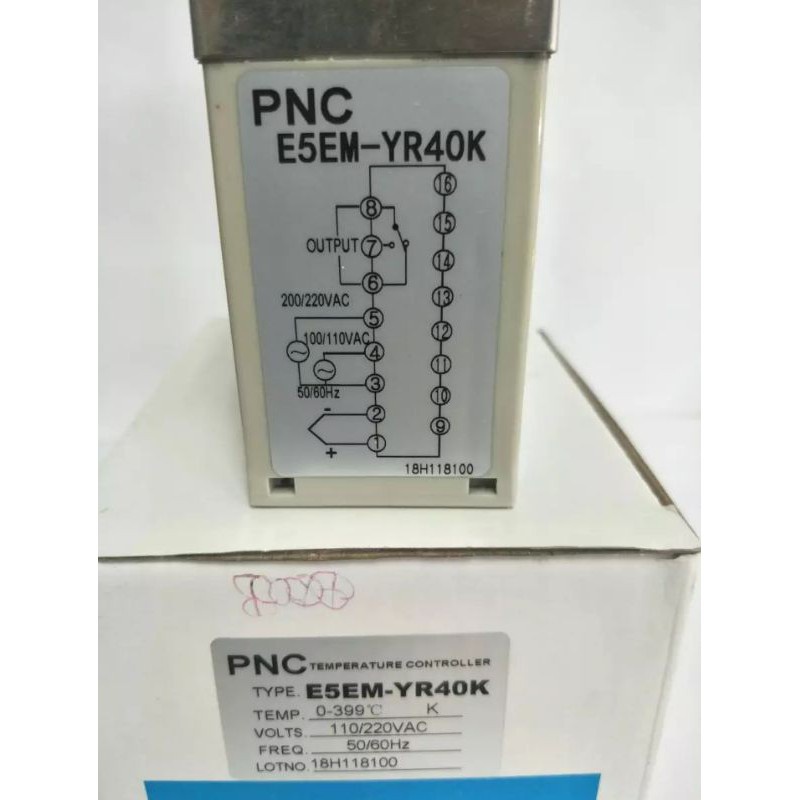 PNC
E5EM-YR40K
16
8
15
OUTPUT 7
14
6
13
200/220VAC
5
12
100/110VAC
4
11
3
50/60Hz
10
- 2
9
1
+
18H118100
PNC TEMPERATURE CONTROLLER
TYPE. E5EM-YR40K
TEMP. 0-399℃ K
VOLTS. 110/220VAC
FREQ. 50/60Hz
LOTNO. 18H118100